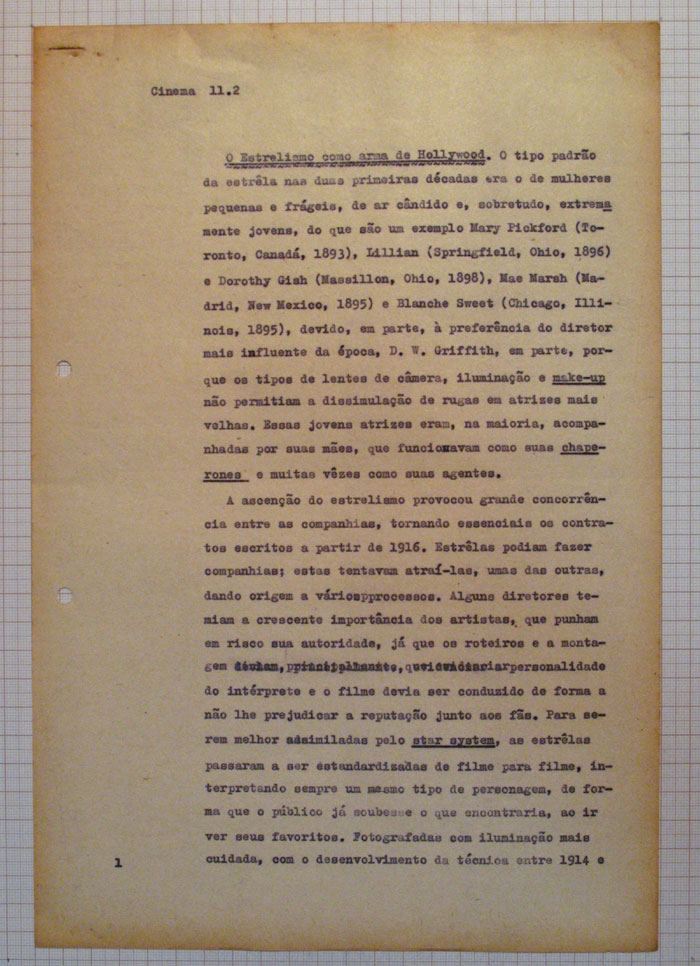 Cinema 11.2
O Estrelismo como arma de Hollywood. O tipo padrão
da estrêla nas duas primeiras décadas era o de mulheres
pequenas e frágeis, de ar cândido e, sobretudo, extrema
mente jovens, do que são um exemplo Mary Pickford (To-
ronto, Canadá, 1893), Lillian (Springfield, Ohio, 1896)
e Dorothy Gish (Massillon, Ohio, 1898), Mae Marsh (Ma-
drid, New Mexico, 1895) e Blanche Sweet (Chicago, Illi-
nois, 1895), devido, em parte, à preferência do diretor
mais influente da época, D. W. Griffith, em parte, por-
que os tipos de lentes de câmera, iluminação e make-up
não permitiam a dissimulação de rugas em atrizes mais
velhas. Essas jovens atrizes eram, na maioria, acompa-
nhadas por suas mães, que funcionavam como suas chape-
rones e muitas vêzes como suas agentes.
A ascenção do estrelismo provocou grande concorrên-
cia entre as companhias, tornando essenciais os contra-
tos escritos a partir de 1916. Estrêlas podiam fazer
companhias; estas tentavam atraí-las, umas das outras,
dando origem a váriospprocessos. Alguns diretores te-
miam a crescente importância dos artistas, que punham
em risco sua autoridade, já que os roteiros e a monta-
gem personalidade
do intérprete e o filme devia ser conduzido de forma a
não lhe prejudicar a reputação junto aos fãs. Para se-
rem melhor assimiladas pelo star system, as estrêlas
passaram a ser estandardizadas de filme para filme, in-
terpretando sempre um mesmo tipo de personagem, de for-
ma que o público já soubesse o que encontraria, ao ir
ver seus favoritos. Fotografadas com iluminação mais
cuidada, com o desenvolvimento da técnica entre 1914 e
1